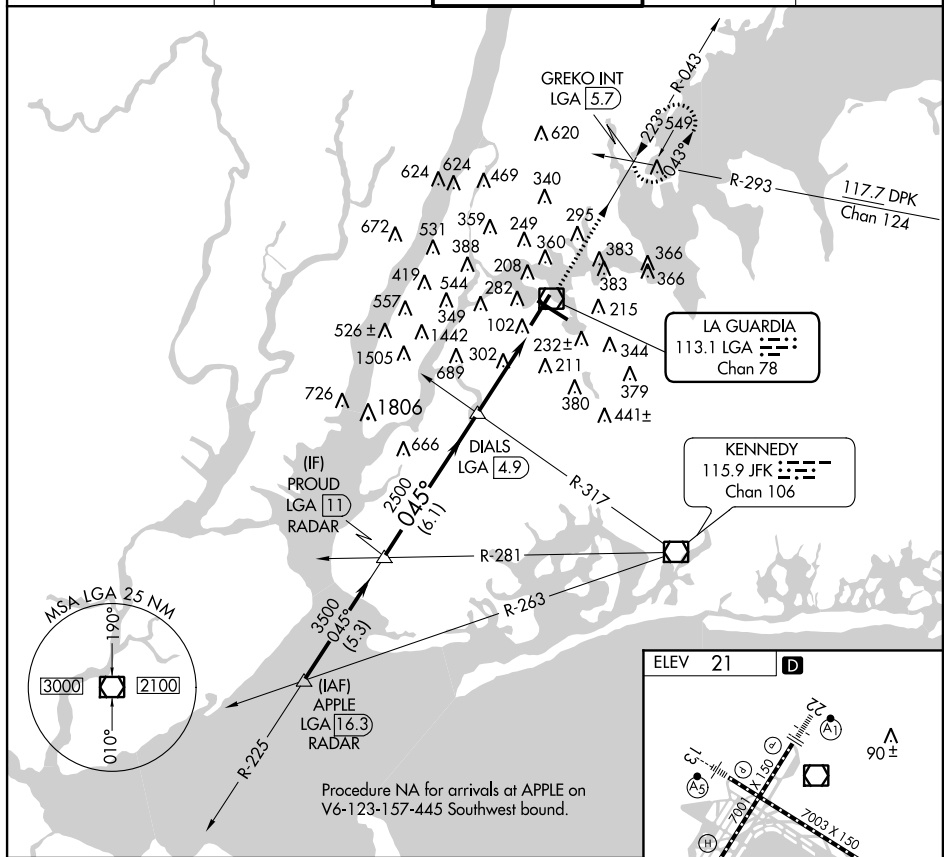 R-043
GREKO INT
LGA 5.7
223°
549
043°
620
R-293
117.7 DPK
Chan 124
624
624
469
340
672
531
359
249
295
388
360
383
366
208
383
366
419
544
282
215
557
349
102
526 ±
1442
232±
344
1505
689
302
211
379
380
441±
726
1806
666
LA GUARDIA
113.1 LGA
Chan 78
DIALS
LGA 4.9
KENNEDY
115.9 JFK
Chan 106
(IF)
PROUD
LGA 11
RADAR
2500
045°
(6.1)
R-317
R-281
R-263
3500
045°
(5.3)
MSA LGA 25 NM
190°
3000
2100
010°
(IAF)
APPLE
LGA 16.3
RADAR
R-225
Procedure NA for arrivals at APPLE on
V6-123-157-445 Southwest bound.
ELEV 21
D
22
A1
90 ±
13
P
P
A5
7001 X 150
7003 X 150
H